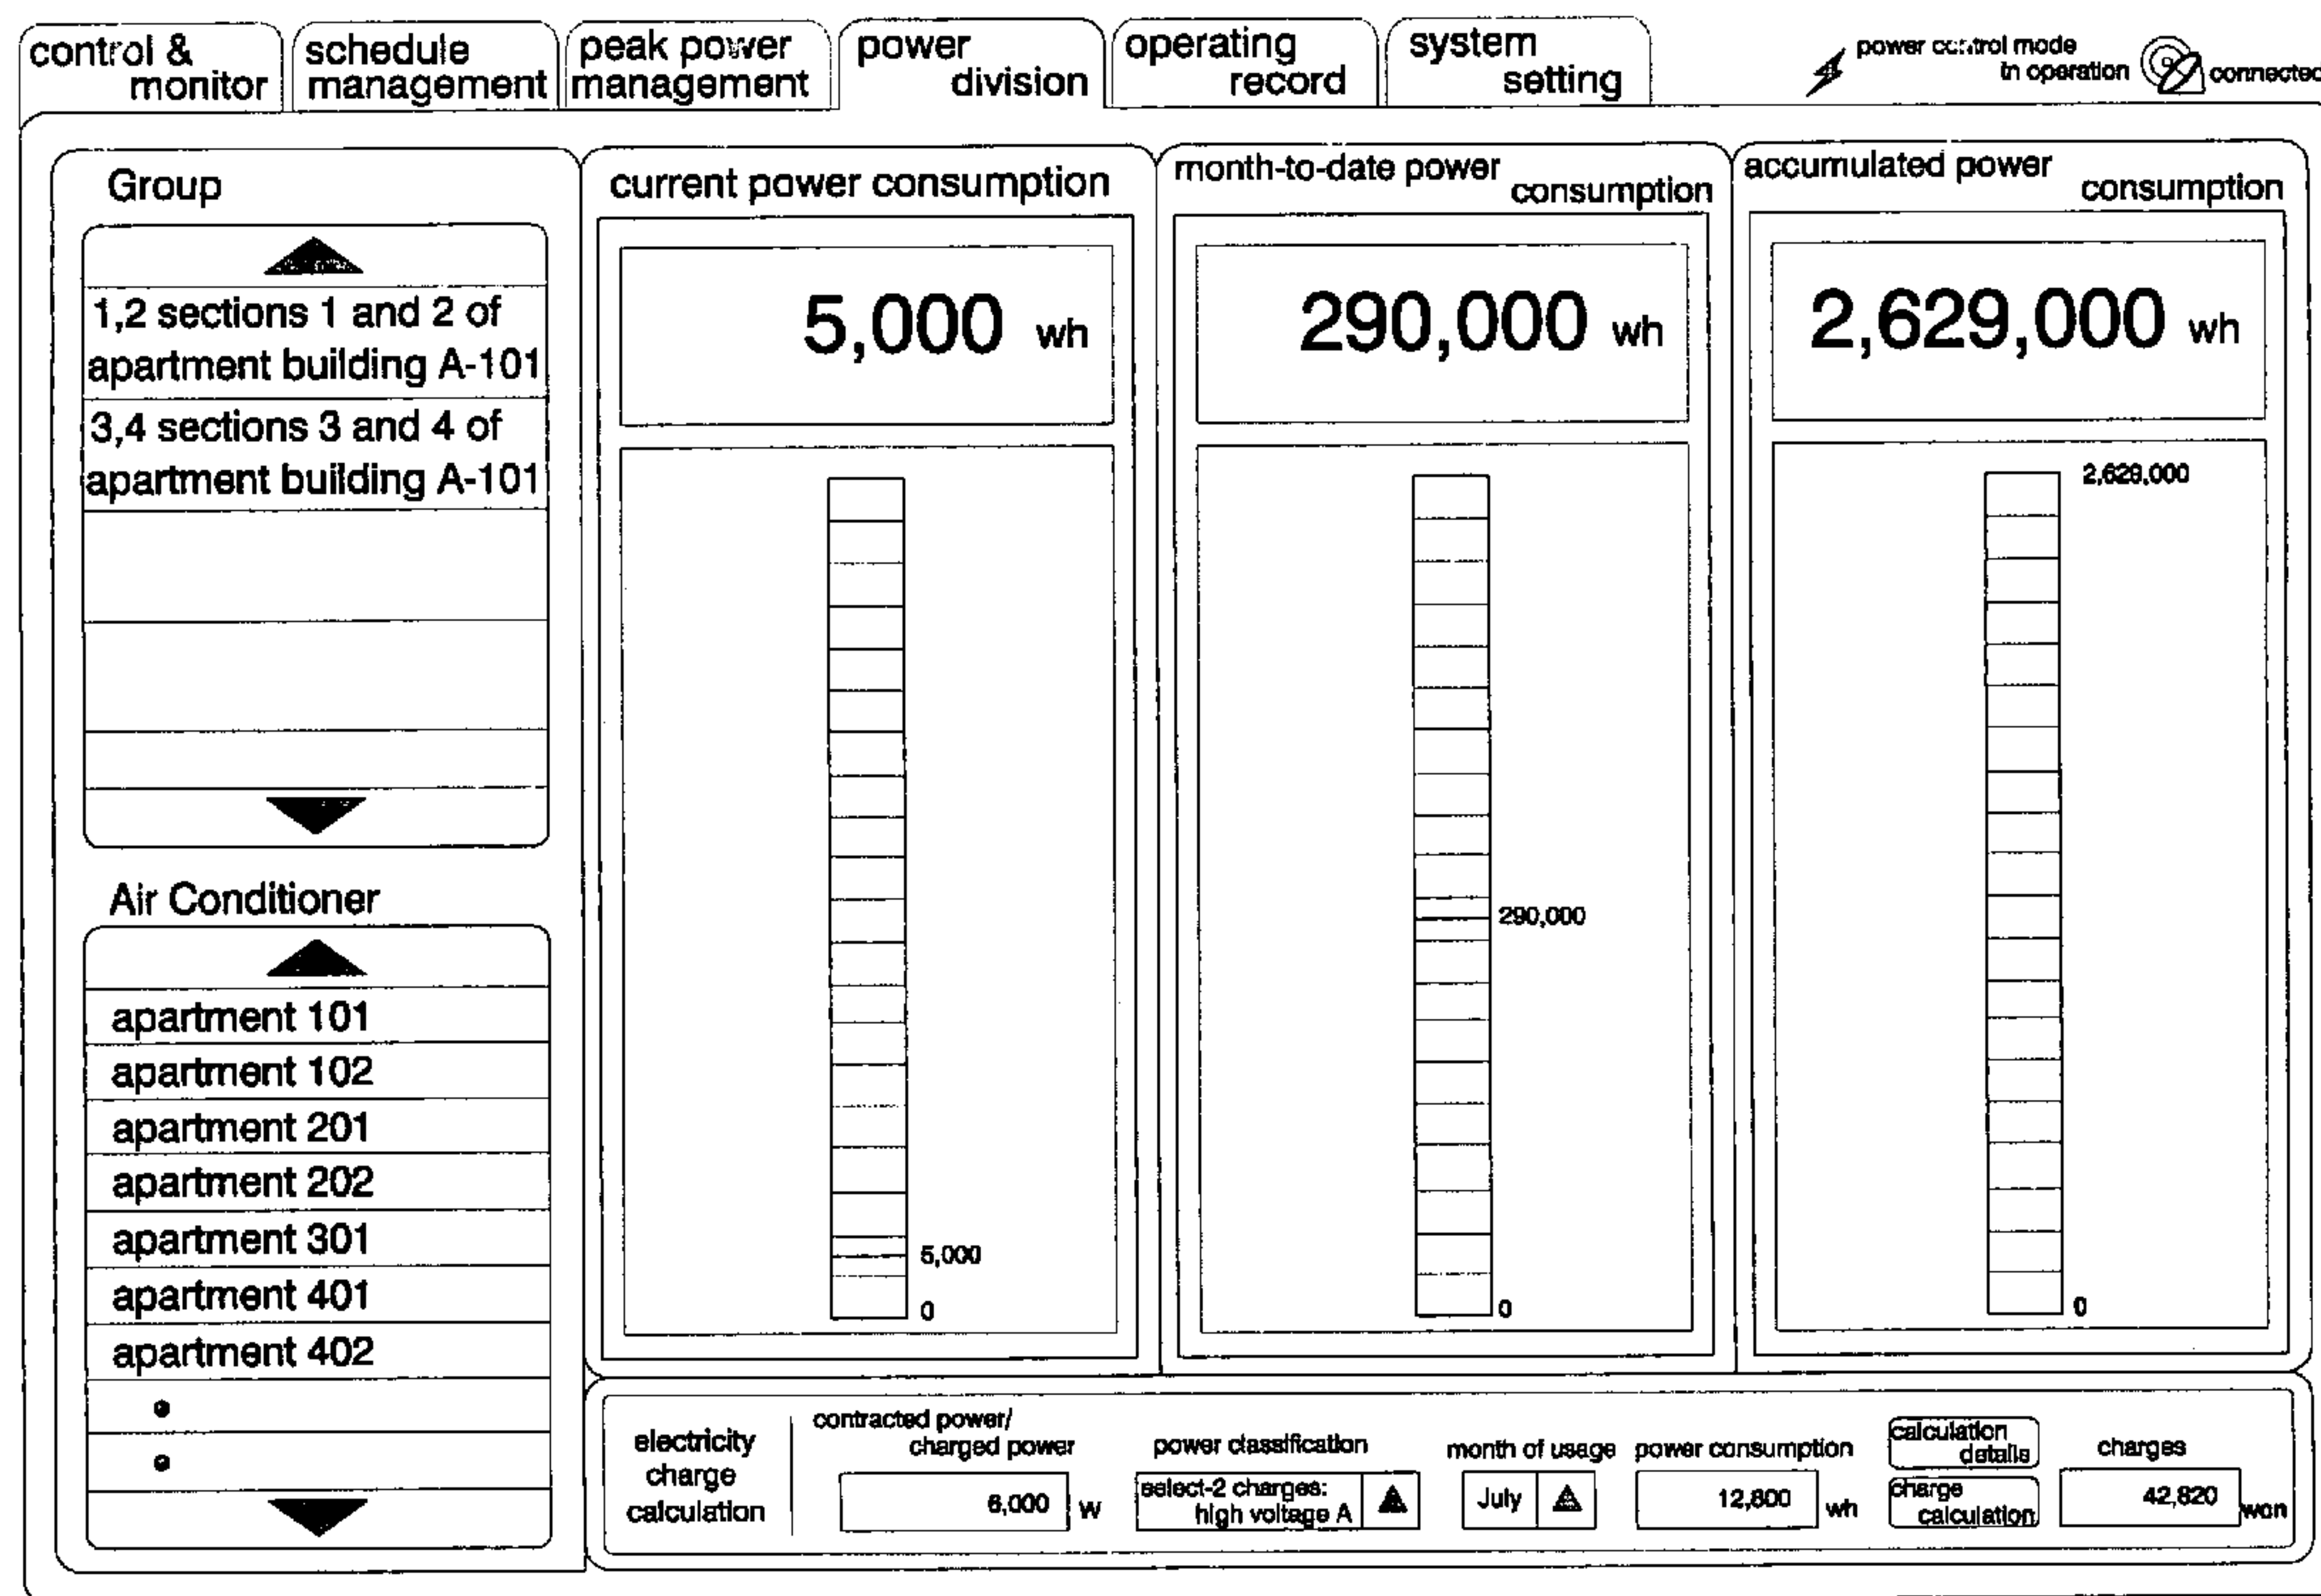 control &
monitor
schedule
management
peak power
management
power
division
operating
record
system
setting
power control mode
in operation
connected
Group
1,2 sections 1 and 2 of
apartment building A-101
3,4 sections 3 and 4 of
apartment building A-101
Air Conditioner
apartment 101
apartment 102
apartment 201
apartment 202
apartment 301
apartment 401
apartment 402
current power consumption
5,000 wh
5,000
0
month-to-date power
consumption
290,000 wh
290,000
0
accumulated power
consumption
2,629,000 wh
2,629,000
0
electricity
charge
calculation
contracted power/
charged power
6,000 W
power classification
select-2 charges:
high voltage A
month of usage
July
power consumption
12,800 wh
calculation
details
charge
calculation
charges
42,820 won